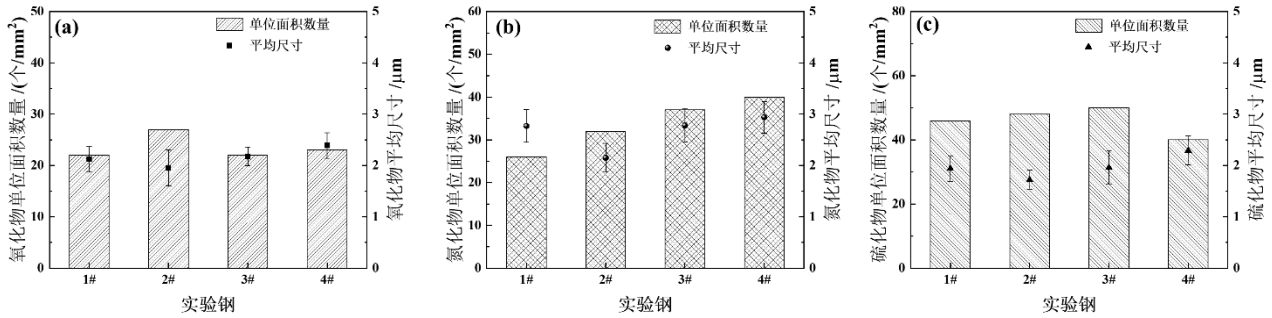 (a)
单位面积数量
平均尺寸
氧化物单位面积数量 /(个/mm²)
氧化物平均尺寸 /μm
0
10
20
30
40
50
0
1
2
3
4
5
1# 2# 3# 4#
实验钢
(b)
单位面积数量
平均尺寸
氮化物单位面积数量 /(个/mm²)
氮化物平均尺寸 /μm
0
10
20
30
40
50
60
0
1
2
3
4
5
1# 2# 3# 4#
实验钢
(c)
单位面积数量
平均尺寸
硫化物单位面积数量 /(个/mm²)
硫化物平均尺寸 /μm
0
20
40
60
80
0
1
2
3
4
5
1# 2# 3# 4#
实验钢